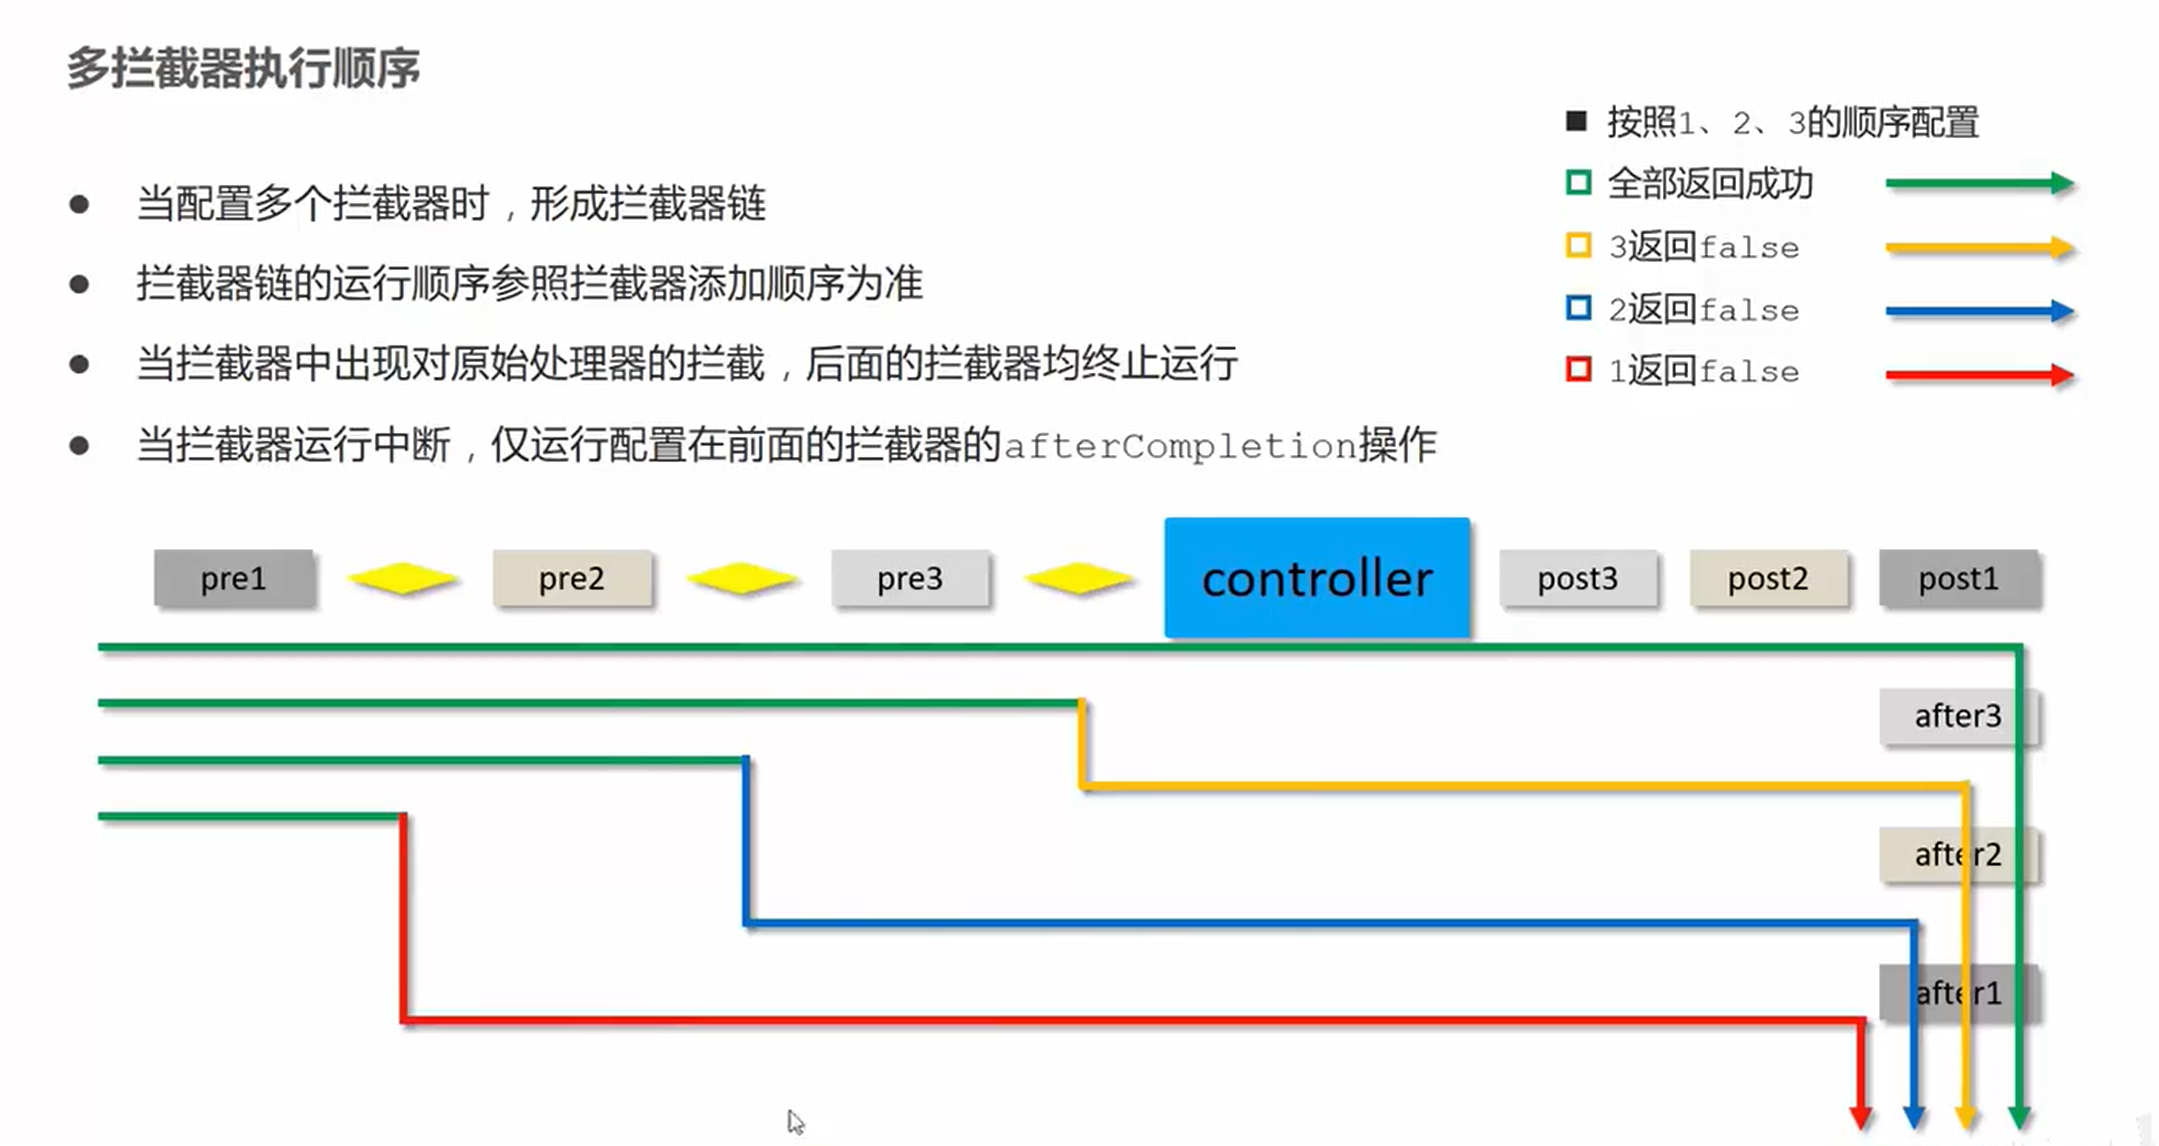 多拦截器执行顺序
当配置多个拦截器时，形成拦截器链
拦截器链的运行顺序参照拦截器添加顺序为准
当拦截器中出现对原始处理器的拦截，后面的拦截器均终止运行
当拦截器运行中断，仅运行配置在前面的拦截器的afterCompletion操作
按照1、2、3的顺序配置
全部返回成功
3返回false
2返回false
1返回false
pre1
pre2
pre3
controller
post3
post2
post1
after3
after2
after1